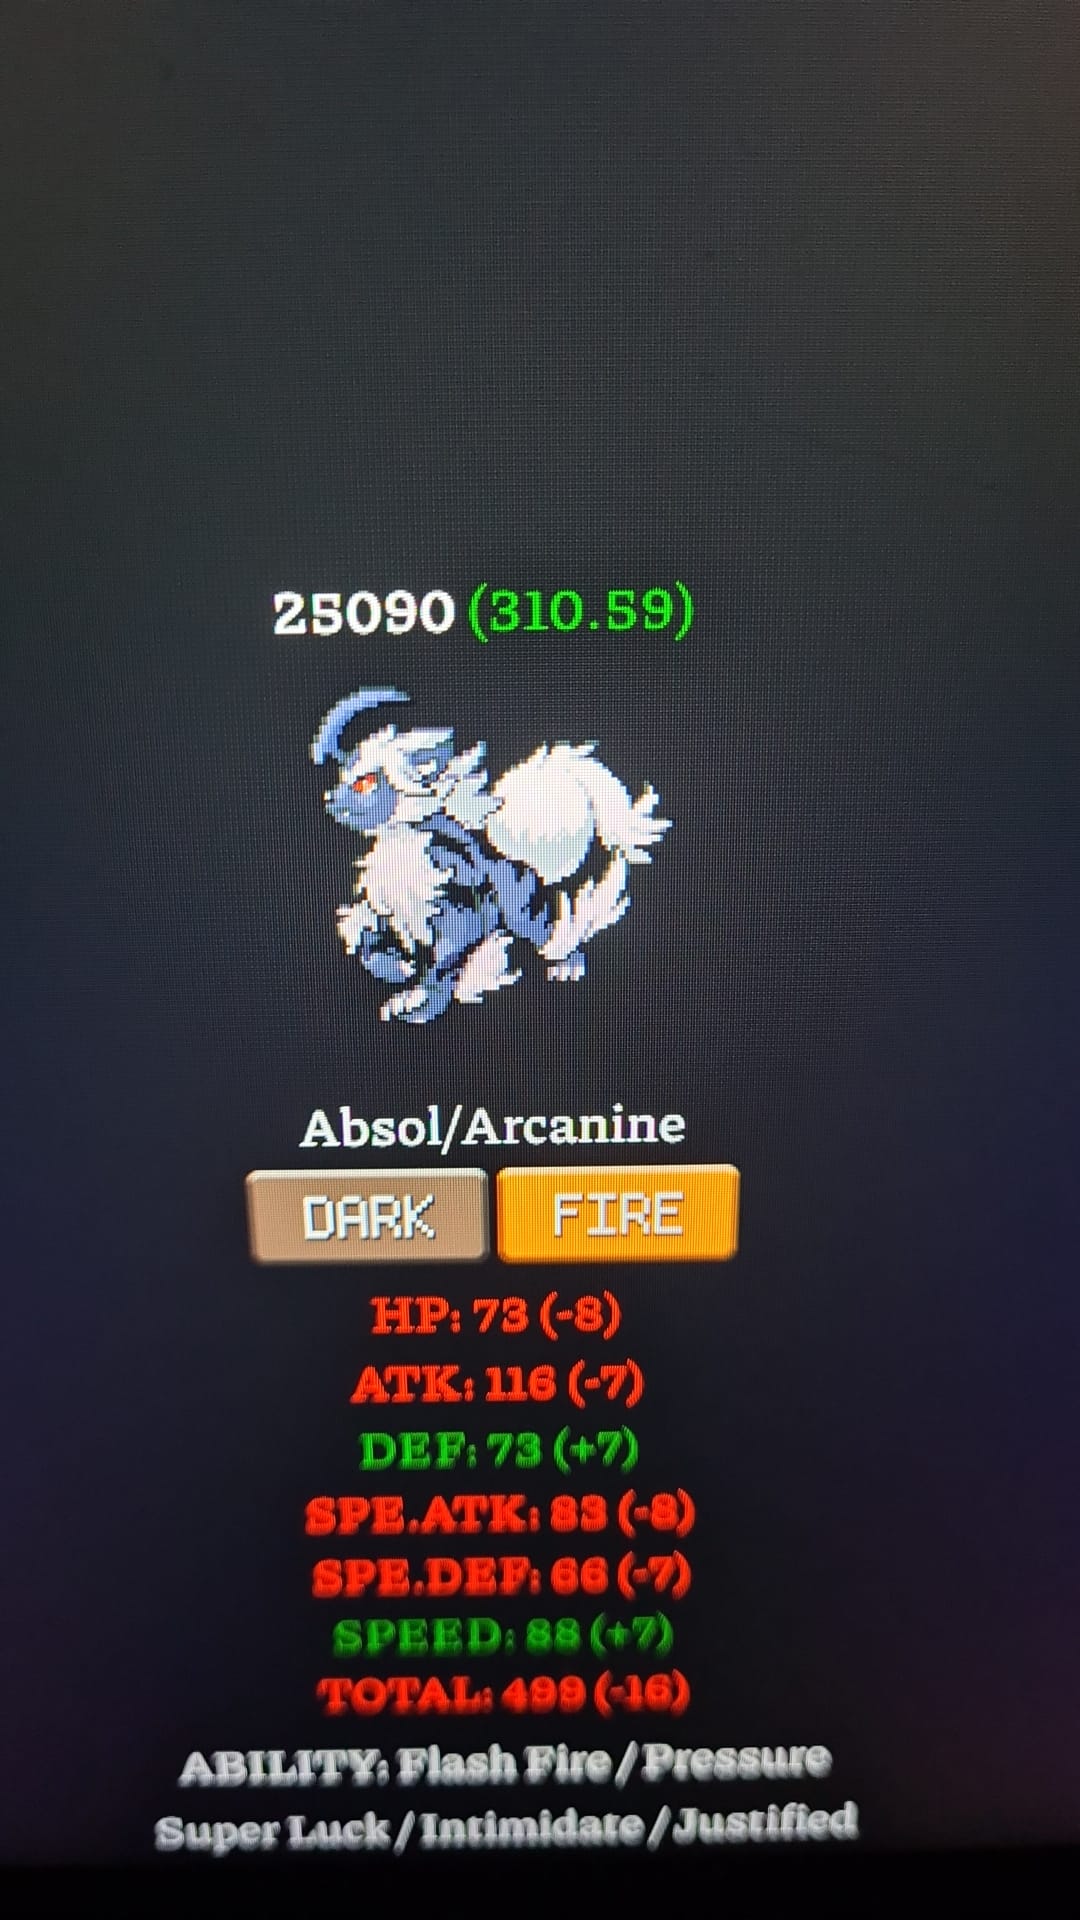 25090 (310.59)
Absol/Arcanine
DARK FIRE
HP: 73 (-8)
ATK: 116 (-7)
DEF: 73 (+7)
SPE.ATK: 83 (-8)
SPE.DEF: 66 (-7)
SPEED: 88 (+7)
TOTAL: 499 (-16)
ABILITY: Flash Fire/Pressure
Super Luck/Intimidate/Justified